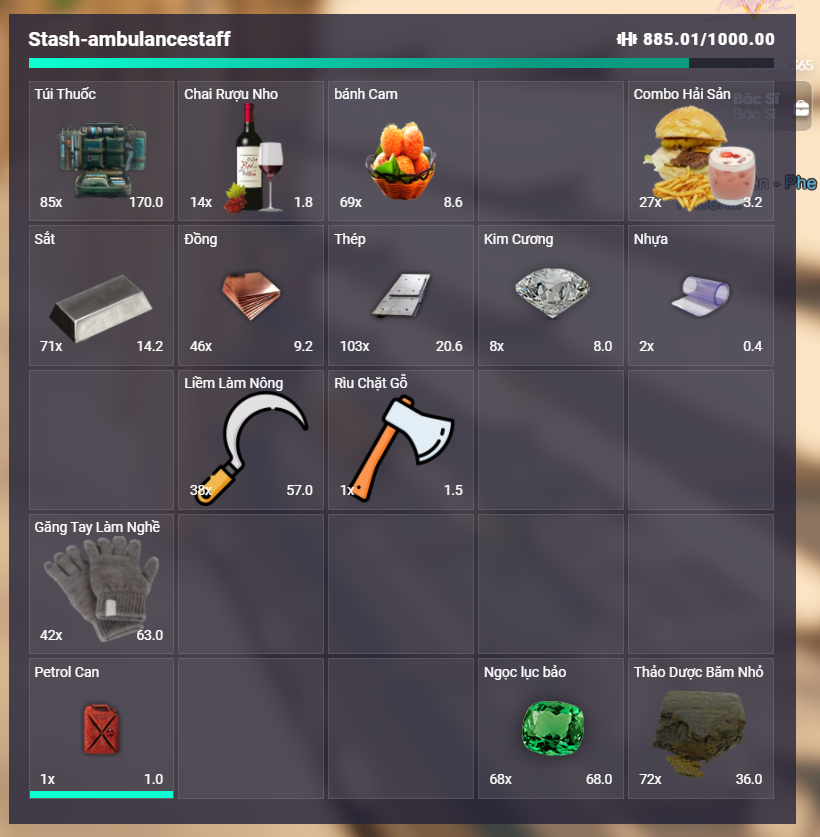 Stash-ambulancestaff
885.01/1000.00
Túi Thuốc
85x 170.0
Chai Rượu Nho
14x 1.8
bánh Cam
69x 8.6
Combo Hải Sản
27x 3.2
Bác Sĩ
Bác Sĩ
Sắt
71x 14.2
Đồng
46x 9.2
Thép
103x 20.6
Kim Cương
8x 8.0
Nhựa
2x 0.4
Liềm Làm Nông
38x 57.0
Rìu Chặt Gỗ
1x 1.5
Găng Tay Làm Nghề
42x 63.0
Petrol Can
1x 1.0
Ngọc lục bảo
68x 68.0
Thảo Dược Băm Nhỏ
72x 36.0